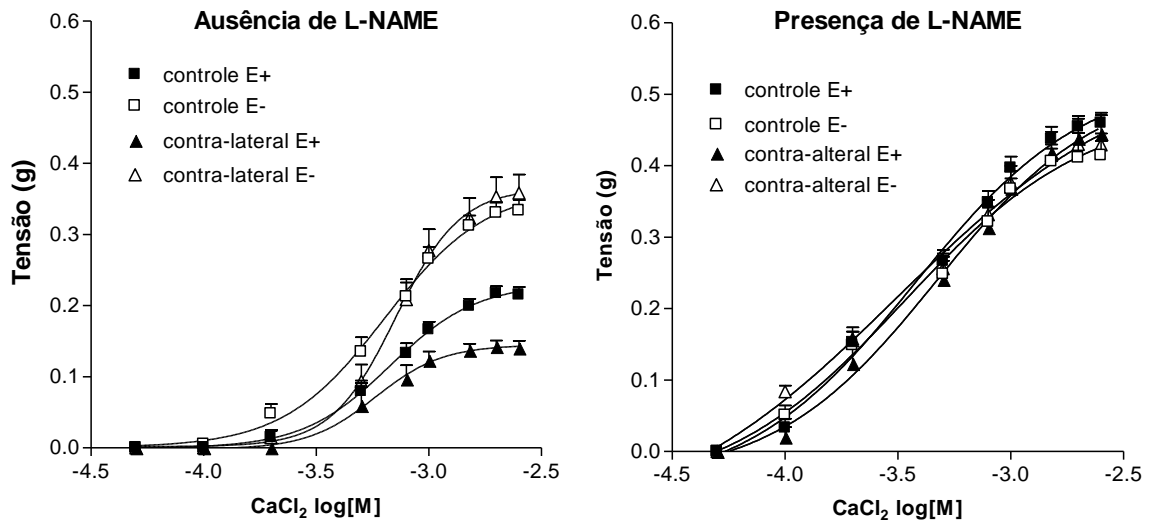 Ausência de L-NAME
0.6
0.5
0.4
0.3
0.2
0.1
0.0
Tensão (g)
controle E+
controle E-
contra-lateral E+
contra-lateral E-
-4.5 -4.0 -3.5 -3.0 -2.5
CaCl₂ log[M]
Presença de L-NAME
0.6
0.5
0.4
0.3
0.2
0.1
0.0
Tensão (g)
controle E+
controle E-
contra-alteral E+
contra-alteral E-
-4.5 -4.0 -3.5 -3.0 -2.5
CaCl₂ log[M]